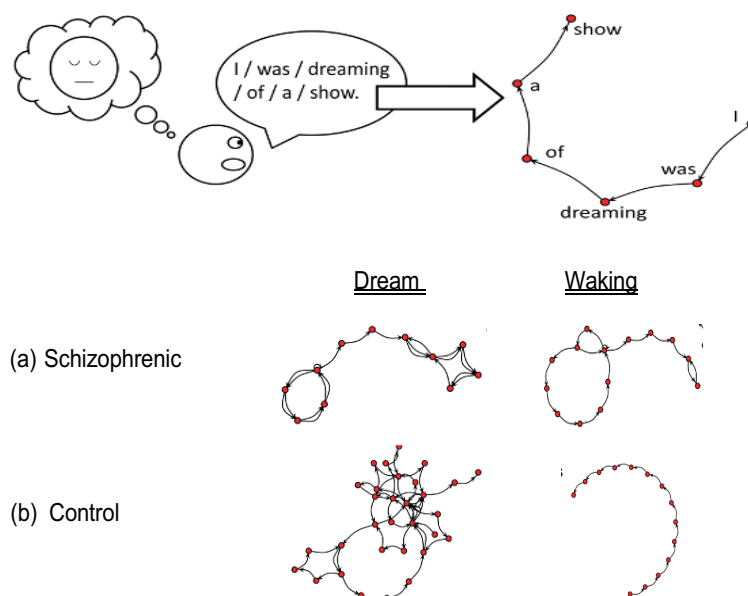 I / was / dreaming
/ of / a / show.
show
a
I
of
was
dreaming
Dream
Waking
(a) Schizophrenic
(b) Control